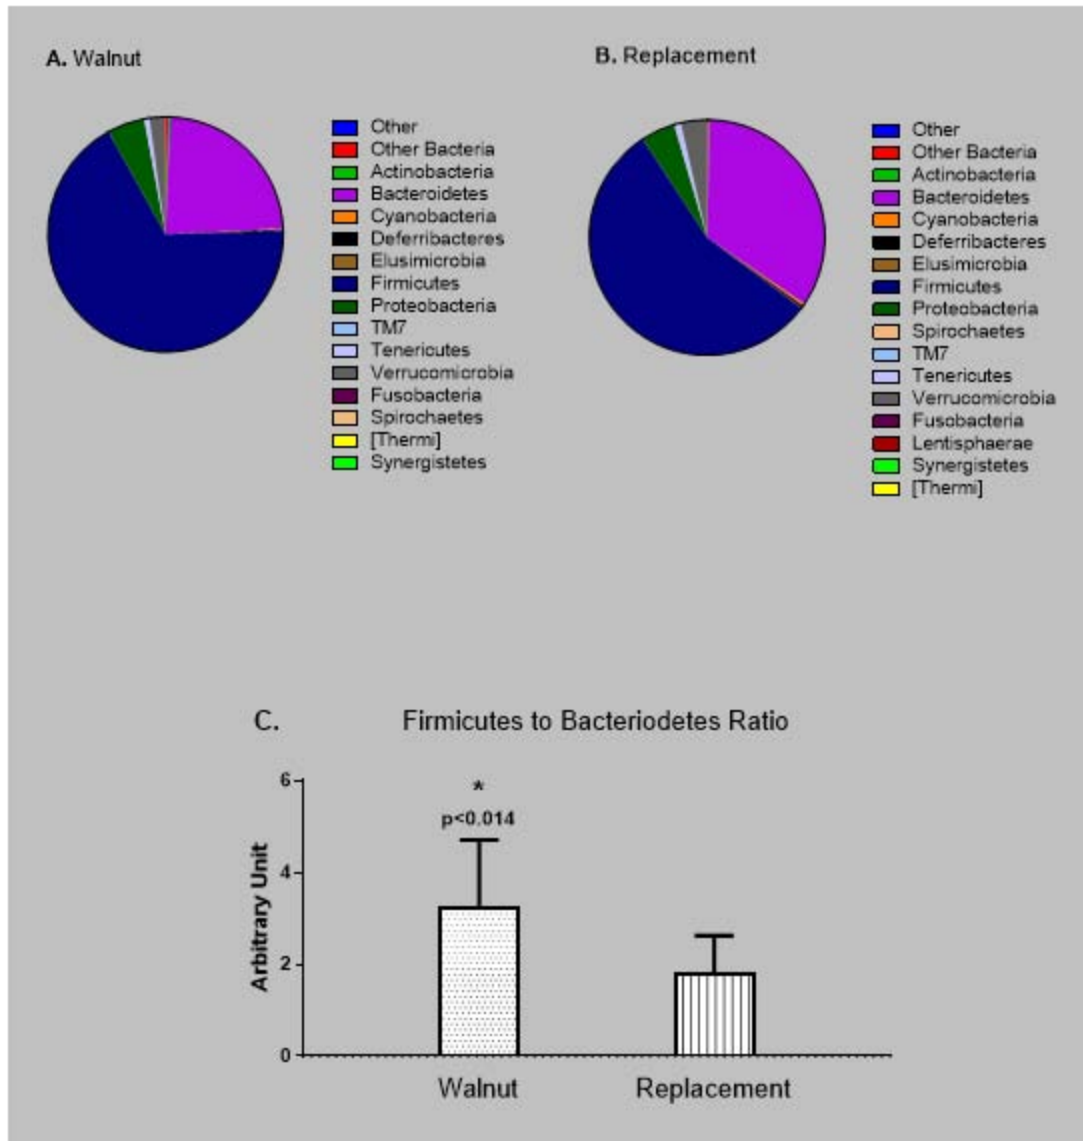 A. Walnut
Other
Other Bacteria
Actinobacteria
Bacteroidetes
Cyanobacteria
Deferribacteres
Elusimicrobia
Firmicutes
Proteobacteria
TM7
Tenericutes
Verrucomicrobia
Fusobacteria
Spirochaetes
[Thermi]
Synergistetes
B. Replacement
Other
Other Bacteria
Actinobacteria
Bacteroidetes
Cyanobacteria
Deferribacteres
Elusimicrobia
Firmicutes
Proteobacteria
Spirochaetes
TM7
Tenericutes
Verrucomicrobia
Fusobacteria
Lentisphaerae
Synergistetes
[Thermi]
C. Firmicutes to Bacteriodetes Ratio
Arbitrary Unit
6
4
2
0
*
p<0.014
Walnut Replacement